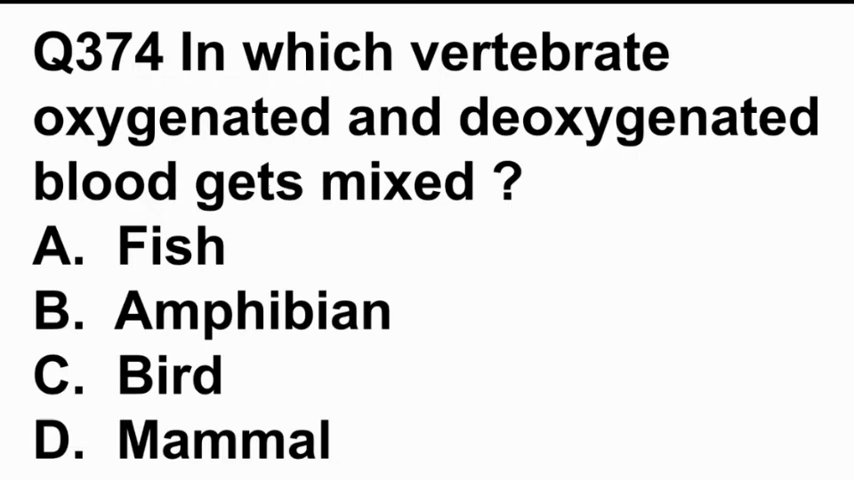 Q374 In which vertebrate
oxygenated and deoxygenated
blood gets mixed ?
A. Fish
B. Amphibian
C. Bird
D. Mammal